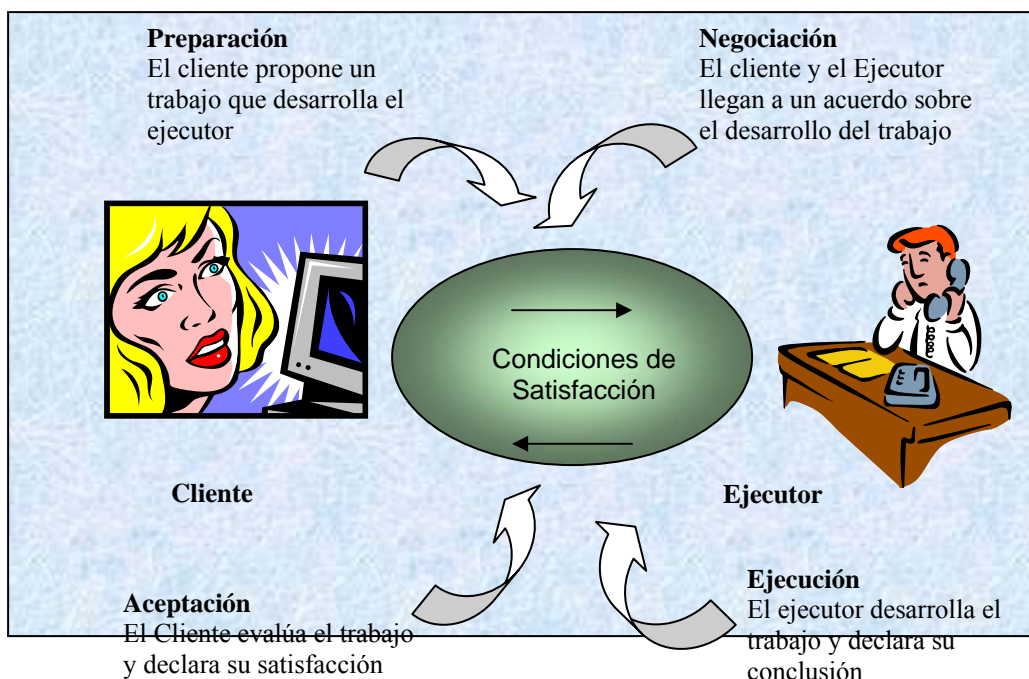 Preparación
El cliente propone un
trabajo que desarrolla el
ejecutor
Negociación
El cliente y el Ejecutor
llegan a un acuerdo sobre
el desarrollo del trabajo
Condiciones de
Satisfacción
Cliente
Ejecutor
Aceptación
El Cliente evalúa el trabajo
y declara su satisfacción
Ejecución
El ejecutor desarrolla el
trabajo y declara su
conclusión